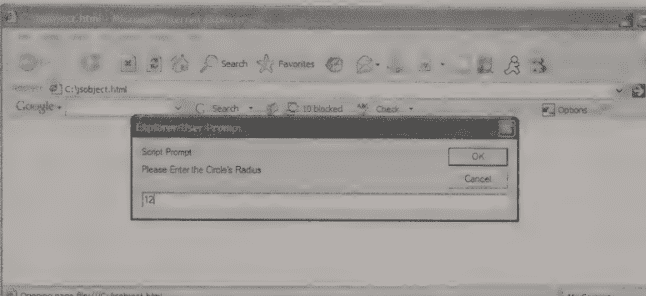 Search Favorites
C:\jsobject.html
Google Search 10 blocked Check Options
Explorer User Prompt
Script Prompt
OK
Please Enter the Circle's Radius
Cancel
12